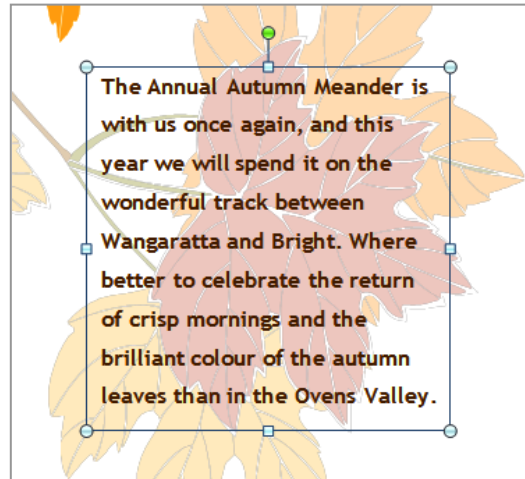 The Annual Autumn Meander is
with us once again, and this
year we will spend it on the
wonderful track between
Wangaratta and Bright. Where
better to celebrate the return
of crisp mornings and the
brilliant colour of the autumn
leaves than in the Ovens Valley.